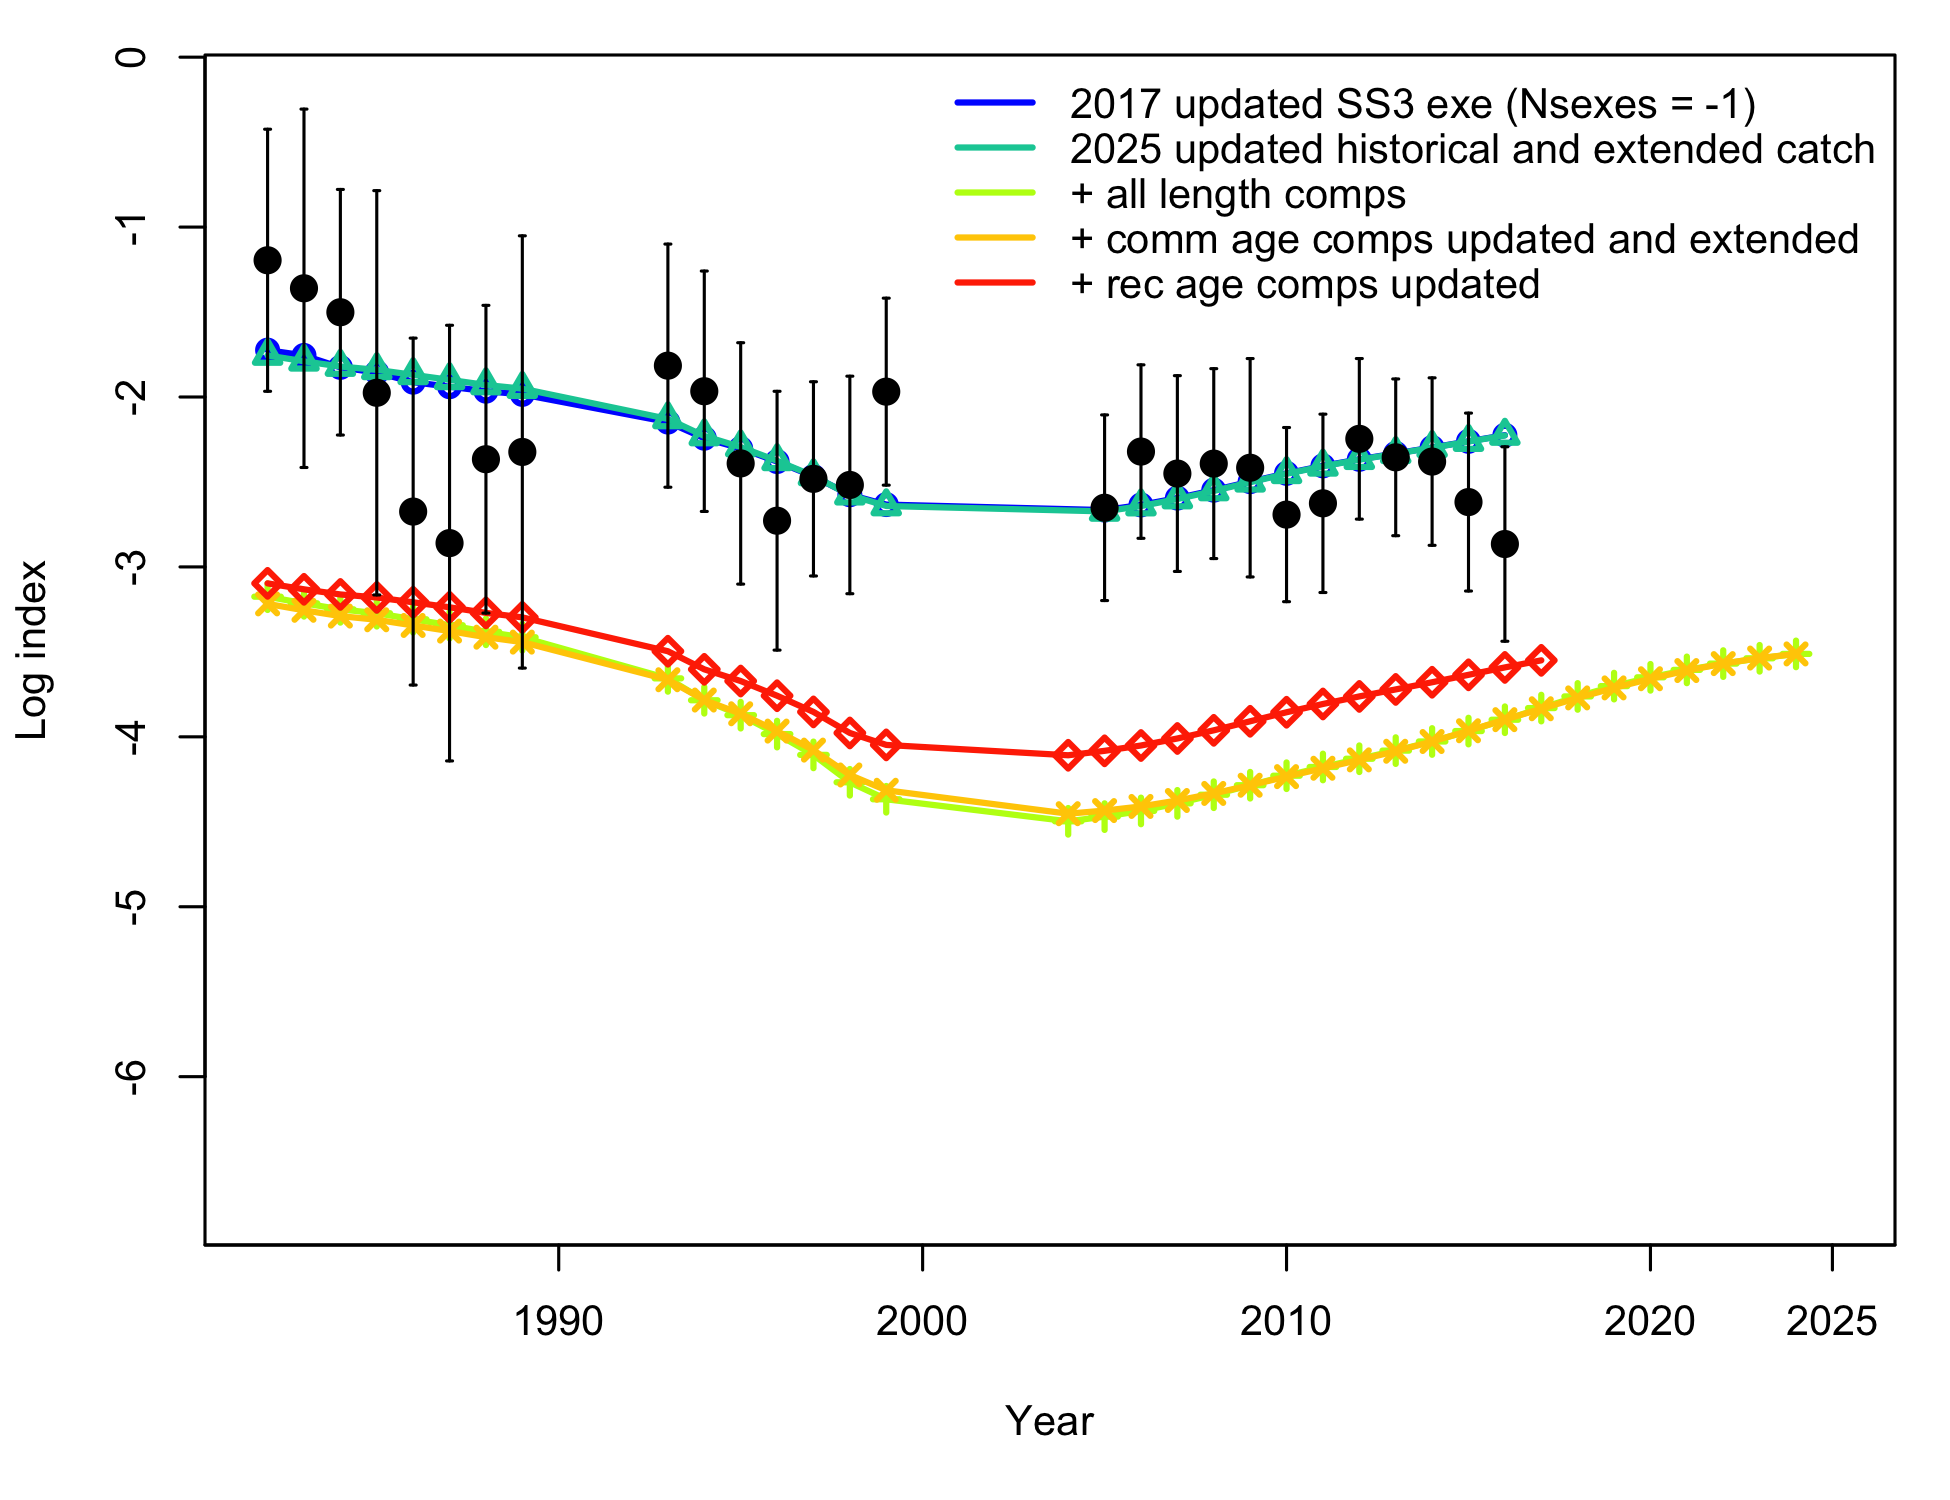 2017 updated SS3 exe (Nsexes = -1)
2025 updated historical and extended catch
+ all length comps
+ comm age comps updated and extended
+ rec age comps updated
Log index
0
-1
-2
-3
-4
-5
-6
1990 2000 2010 2020 2025
Year